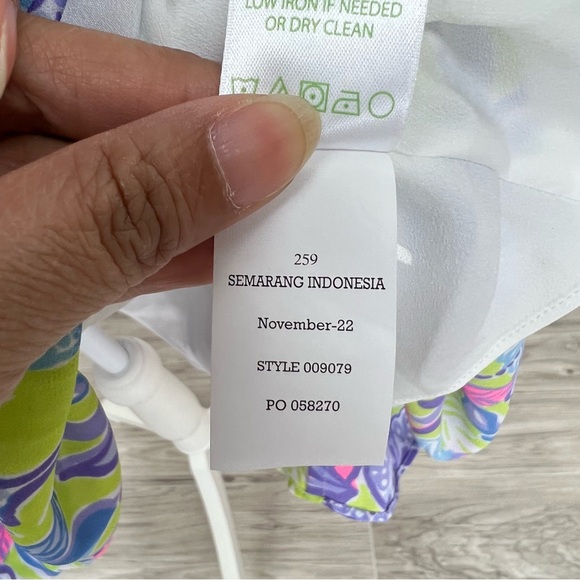 LOW IRON IF NEEDED
OR DRY CLEAN
259
SEMARANG INDONESIA
November-22
STYLE 009079
PO 058270